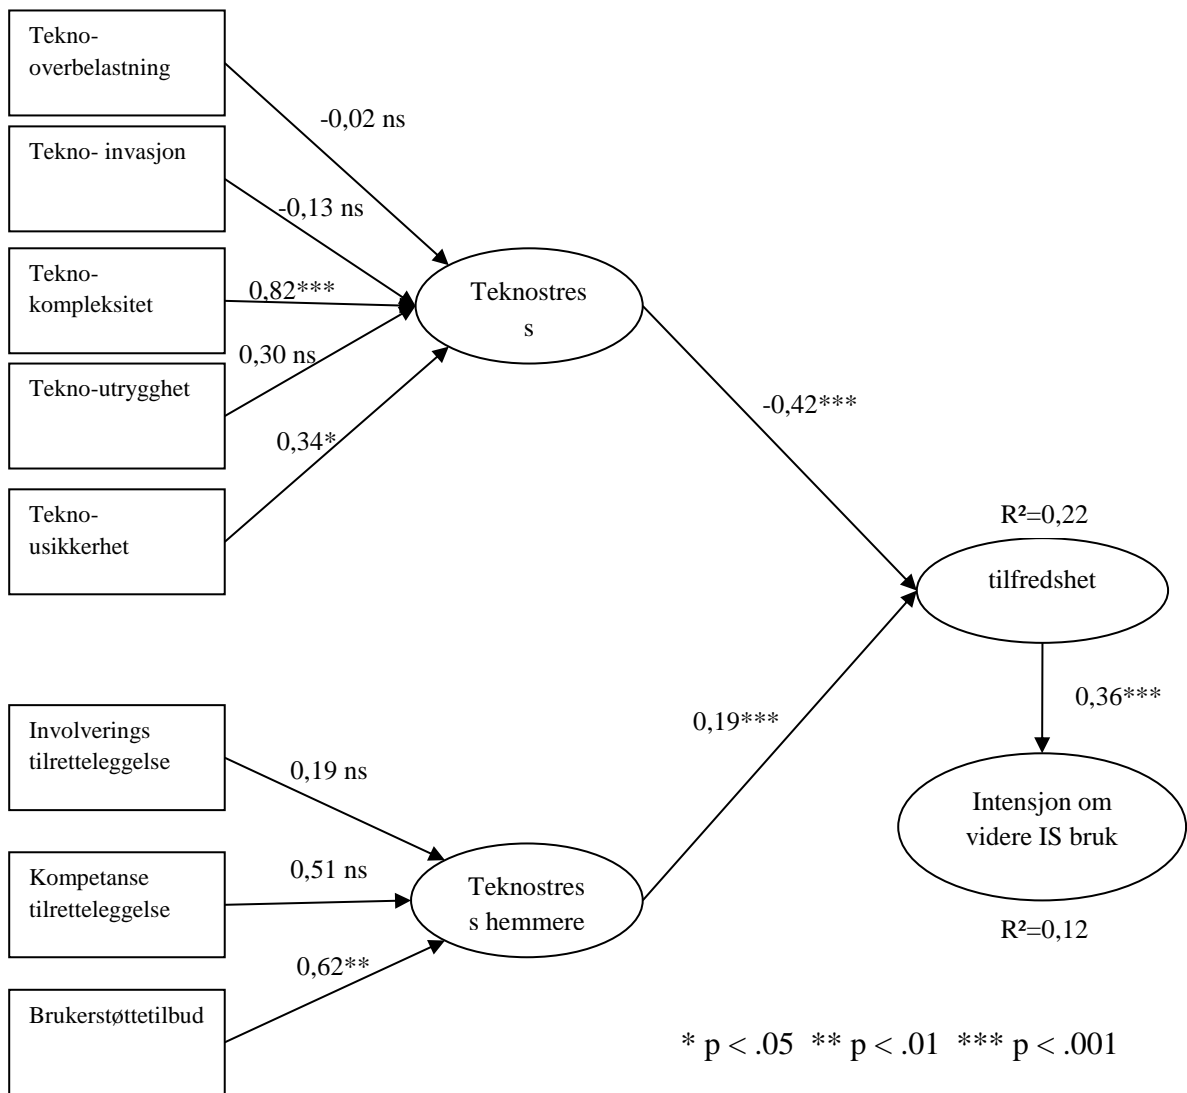 Tekno-
overbelastning
-0,02 ns
Tekno- invasjon
-0,13 ns
Tekno-
kompleksitet
0,82***
Teknostres
s
0,30 ns
Tekno-utrygghet
-0,42***
0,34*
Tekno-
usikkerhet
R²=0,22
tilfredshet
0,36***
Involverings
tilretteleggelse
0,19***
0,19 ns
Intensjon om
videre IS bruk
Kompetanse
tilretteleggelse
0,51 ns
Teknostres
s hemmere
R²=0,12
0,62**
Brukerstøttetilbud
* p < .05 ** p < .01 *** p < .001